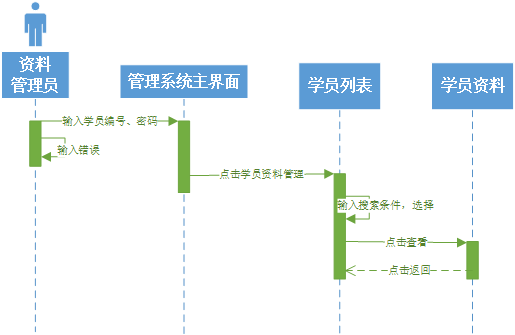 资料
管理员
管理系统主界面
学员列表
学员资料
输入学员编号、密码
输入错误
点击学员资料管理
输入搜索条件，选择
点击查看
点击返回